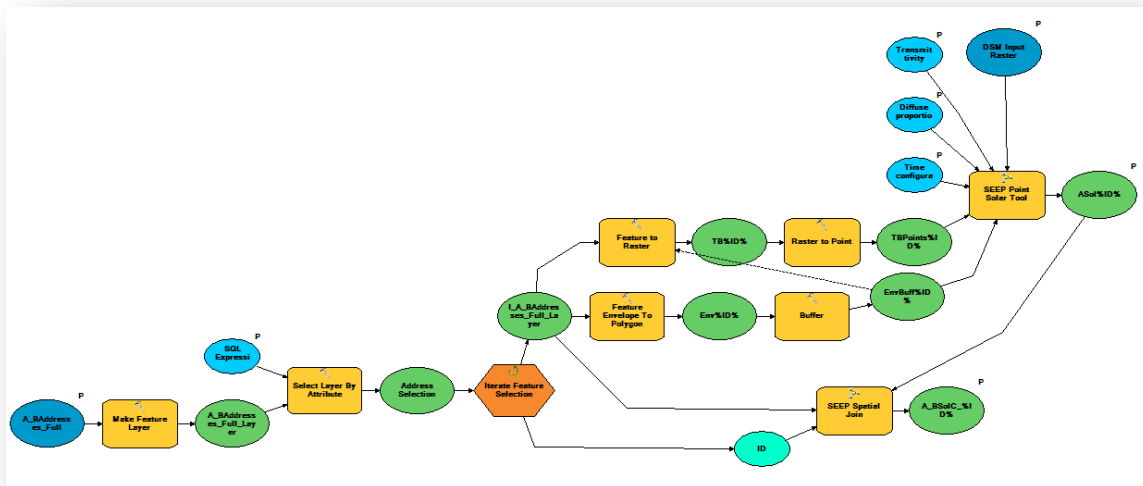 P
Transmit
tivity
P
DSM Input
Raster
P
Diffuse
proportio
P
Time
configura
SEEP Point
Solar Tool
P
ASol%ID%
Feature to
Raster
TB%ID%
Raster to Point
TBPoints%I
D%
EnvBuff%ID
%
I_A_BAddres
ses_Full_La
yer
Feature
Envelope To
Polygon
Env%ID%
Buffer
P
SQL
Expressi
Select Layer By
Attribute
Address
Selection
Iterate Feature
Selection
P
A_BAddress
es_Full
Make Feature
Layer
A_BAddress
es_Full_Lay
er
SEEP Spatial
Join
P
A_BSolC_%I
D%
ID